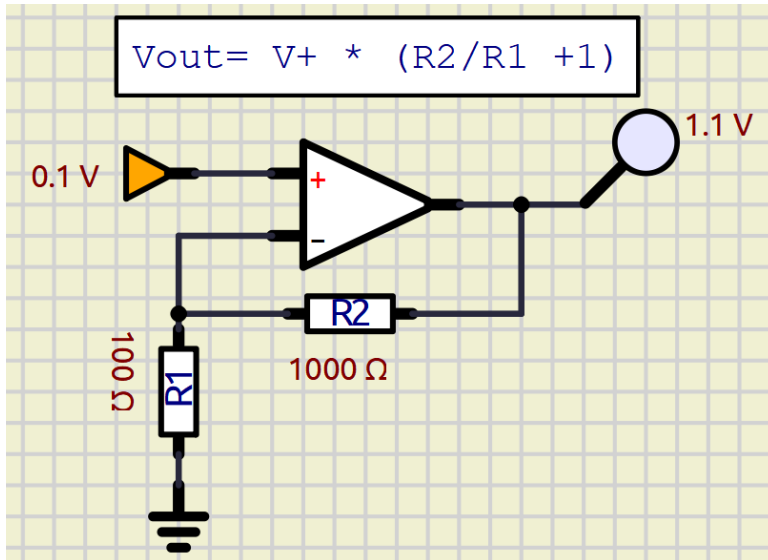 Vout= V+ * (R2/R1 +1)
1.1 V
0.1 V
+
-
R2
1000 Ω
100 Ω
R1